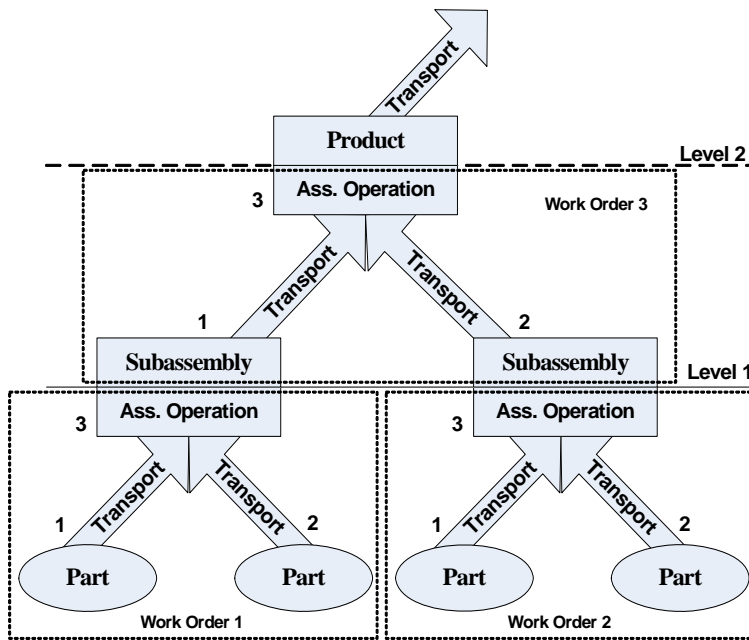 Transport
Product
Level 2
Ass. Operation
3
Work Order 3
Transport
Transport
1
2
Subassembly
Subassembly
Level 1
Ass. Operation
Ass. Operation
3
3
Transport
Transport
Transport
Transport
1
2
1
2
Part
Part
Part
Part
Work Order 1
Work Order 2